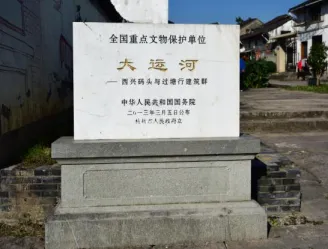 全国重点文物保护单位
大运河
——西兴码头与过塘行建筑群
中华人民共和国国务院
二〇一三年三月五日公布
杭州市人民政府立